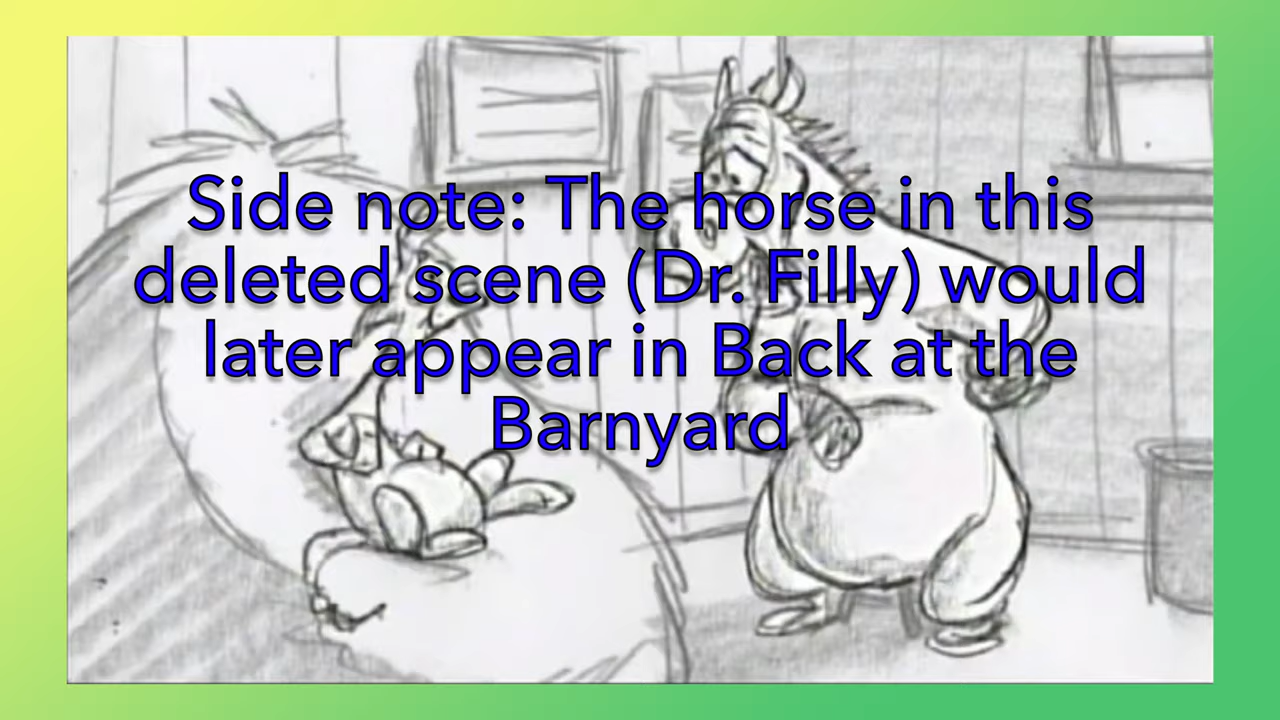 Side note: The horse in this
deleted scene (Dr. Filly) would
later appear in Back at the
Barnyard